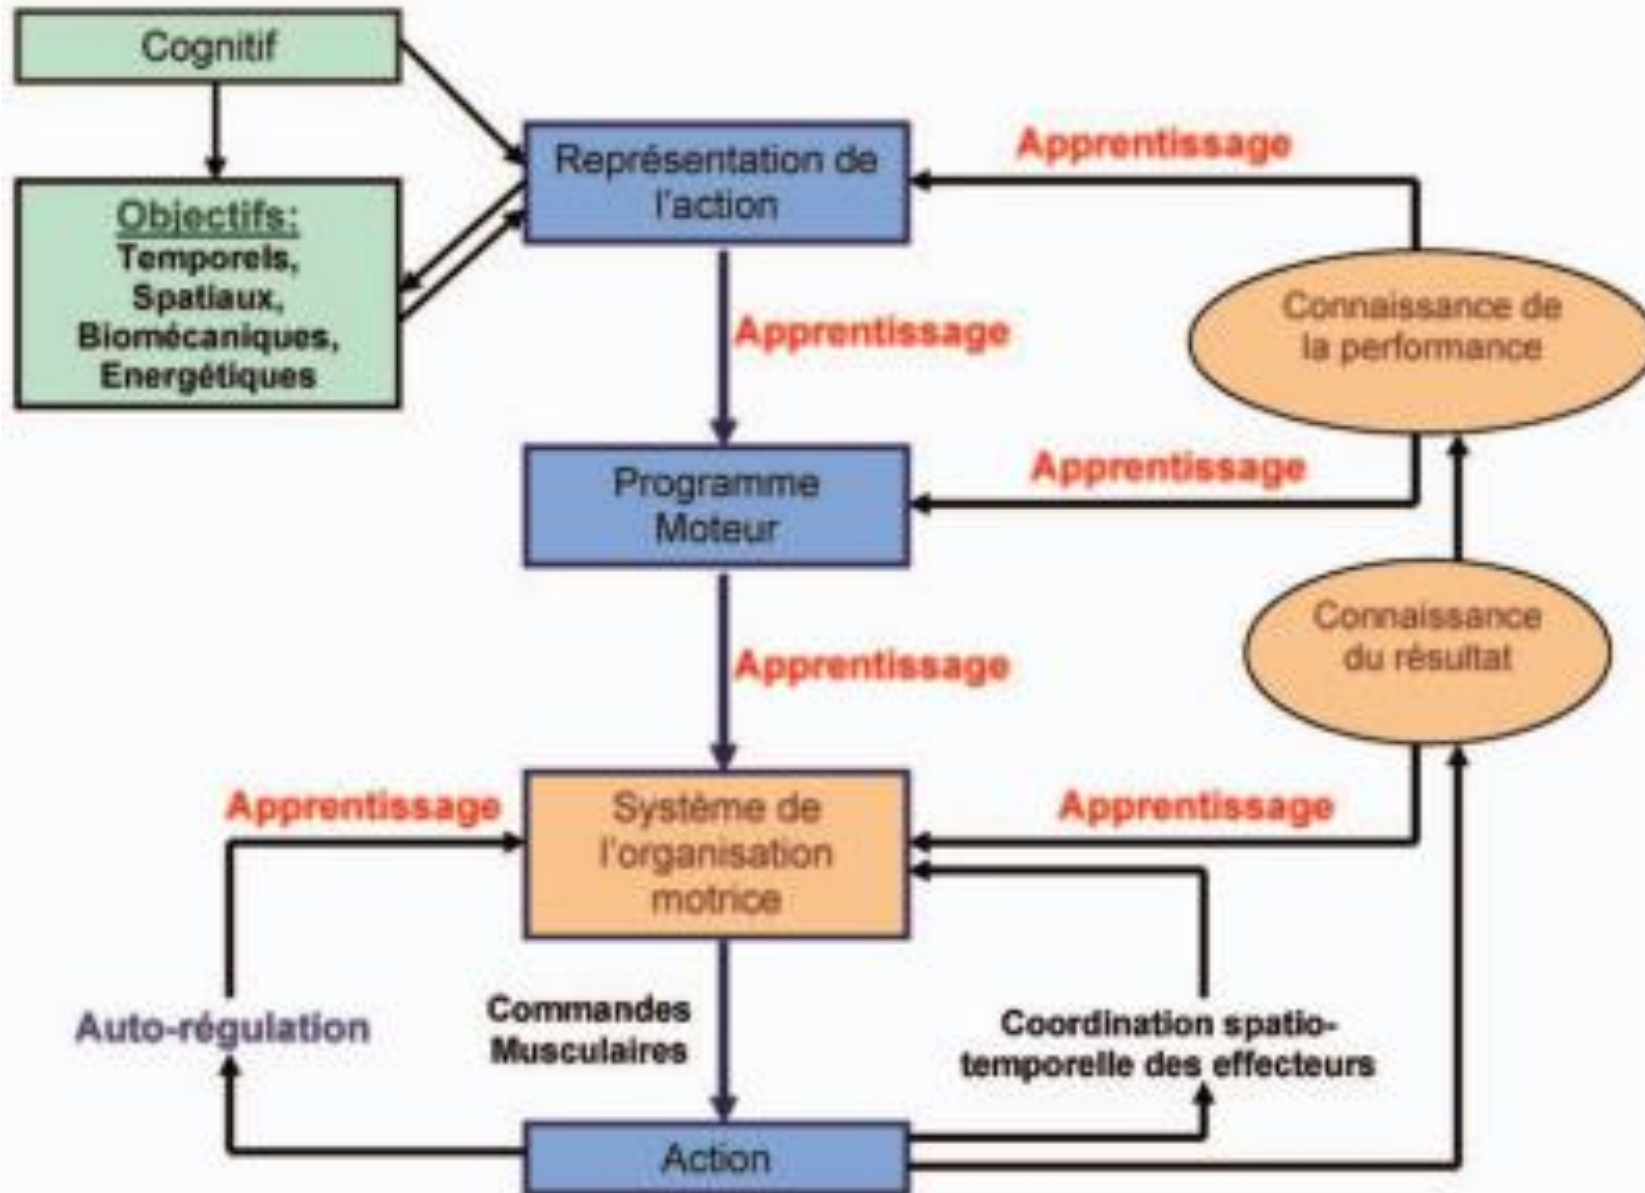 Cognitif
Objectifs:
Temporels,
Spatiaux,
Biomécaniques,
Energétiques
Représentation de
l'action
Apprentissage
Apprentissage
Connaissance de
la performance
Programme
Moteur
Apprentissage
Connaissance
du résultat
Apprentissage
Apprentissage
Système de
l'organisation
motrice
Apprentissage
Auto-régulation
Commandes
Musculaires
Coordination spatio-
temporelle des effecteurs
Action